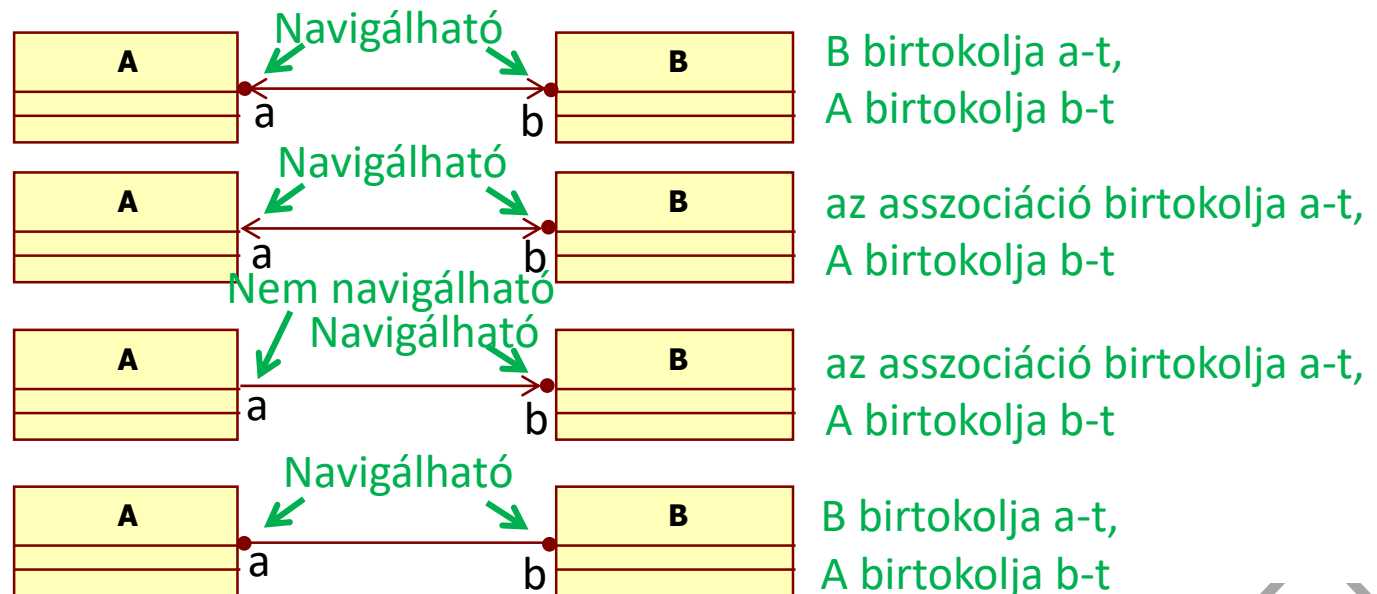 Navigálható
A
B
B birtokolja a-t,
A birtokolja b-t
a
b
Navigálható
A
B
az asszociáció birtokolja a-t,
A birtokolja b-t
a
b
Nem navigálható
Navigálható
A
B
az asszociáció birtokolja a-t,
A birtokolja b-t
a
b
Navigálható
A
B
B birtokolja a-t,
A birtokolja b-t
a
b